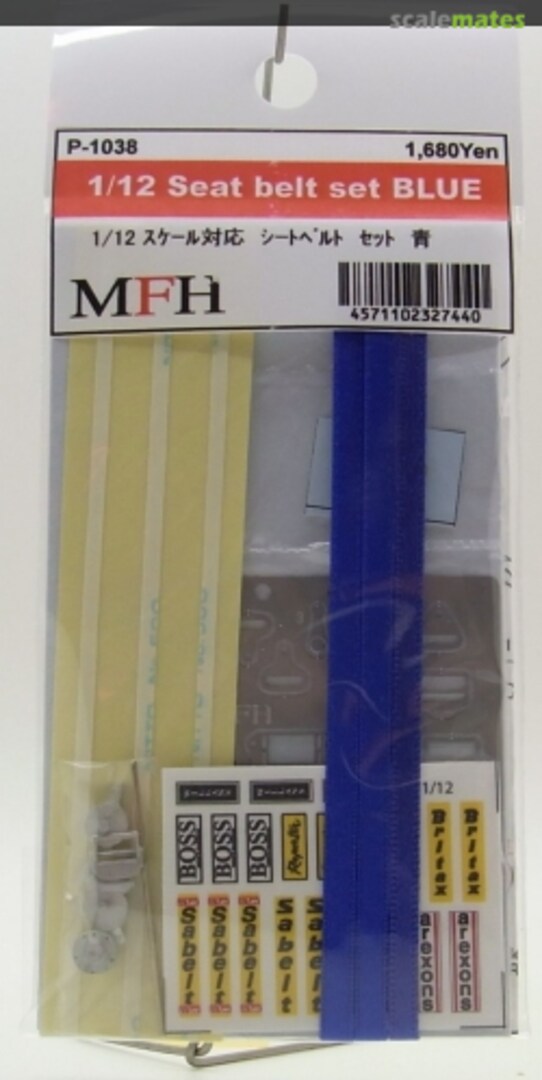 scalemates
P-1038
1,680Yen
1/12 Seat belt set BLUE
1/12 スケール対応 シートベルト セット 青
MFH
4571102327440
1/12
BOSS BOSS BOSS
Britax Britax
Sabelt Sabelt Sabelt Sabelt
arexons arexons